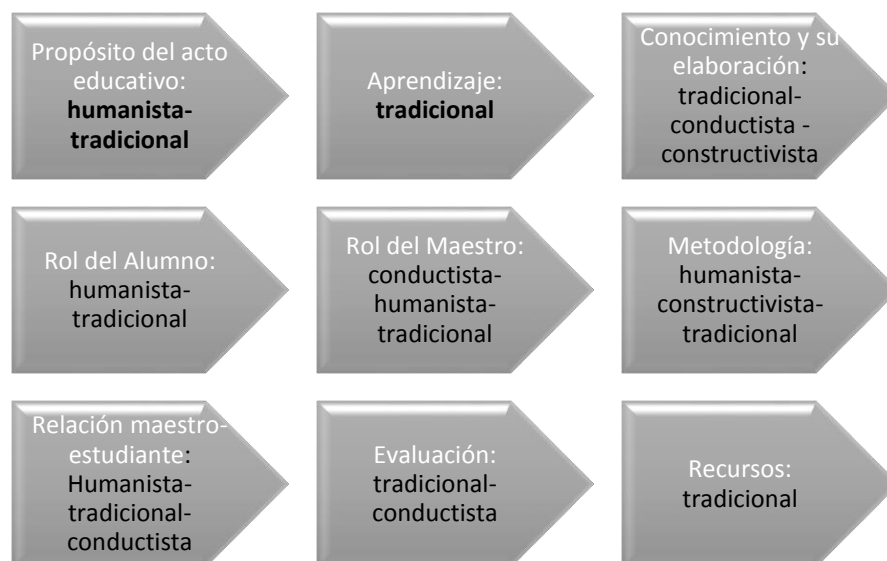 Propósito del acto
educativo:
humanista-
tradicional
Aprendizaje:
tradicional
Conocimiento y su
elaboración:
tradicional-
conductista -
constructivista
Rol del Alumno:
humanista-
tradicional
Rol del Maestro:
conductista-
humanista-
tradicional
Metodología:
humanista-
constructivista-
tradicional
Relación maestro-
estudiante:
Humanista-
tradicional-
conductista
Evaluación:
tradicional-
conductista
Recursos:
tradicional